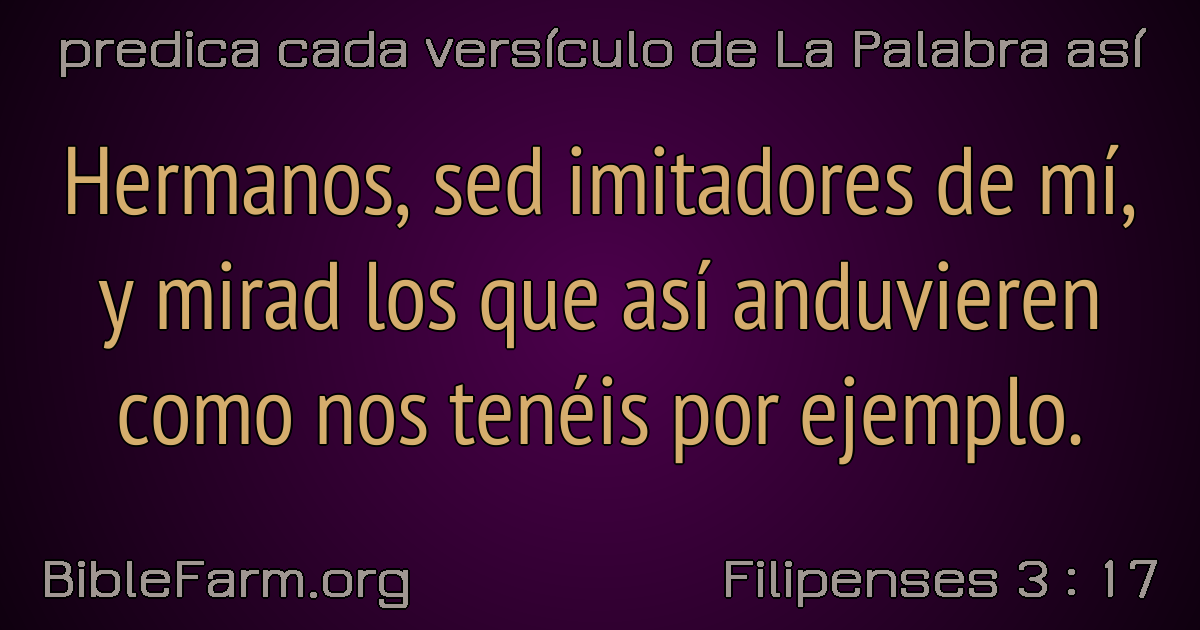 predica cada versículo de La Palabra así
Hermanos, sed imitadores de mí,
y mirad los que así anduvieren
como nos tenéis por ejemplo.
BibleFarm.org
Filipenses 3 : 17